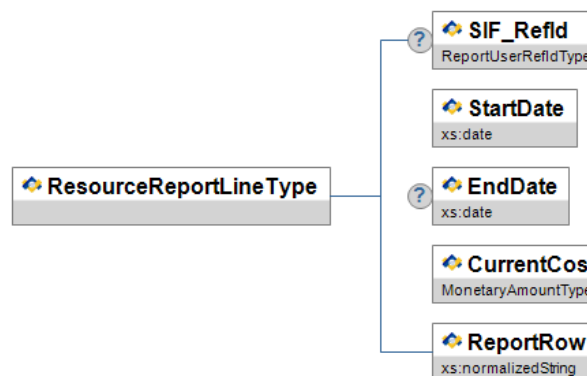 ?
SIF_RefId
ReportUserRefIdType
StartDate
xs:date
ResourceReportLineType
?
EndDate
xs:date
CurrentCos
MonetaryAmountType
ReportRow
xs:normalizedString